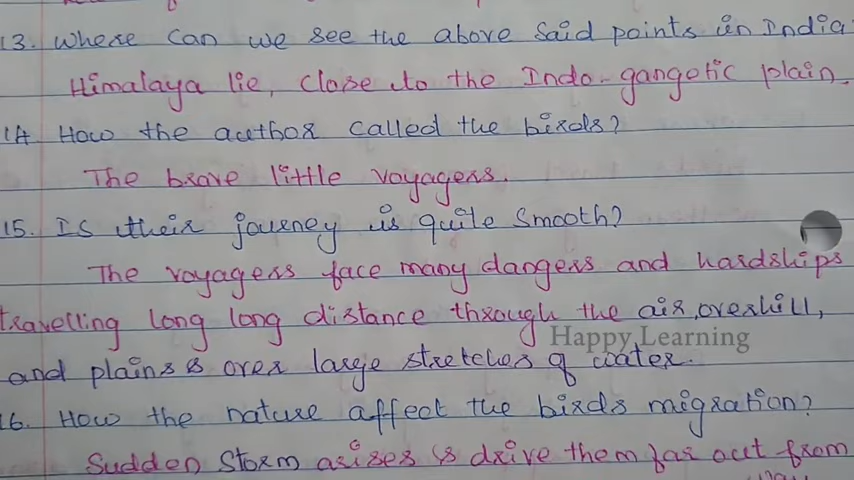 13. Where can we see the above said points in India
Himalaya lie, close to the Indo-gangetic plain.
14 How the author called the birds?
The brave little voyagers.
15. Is their journey is quite smooth?
The voyagers face many dangers and hardships
travelling long long distance through the air, overhill,
Happy Learning
and plains & over large stretches of water.
16. How the nature affect the birds migration?
Sudden storm arises & drive them far out from